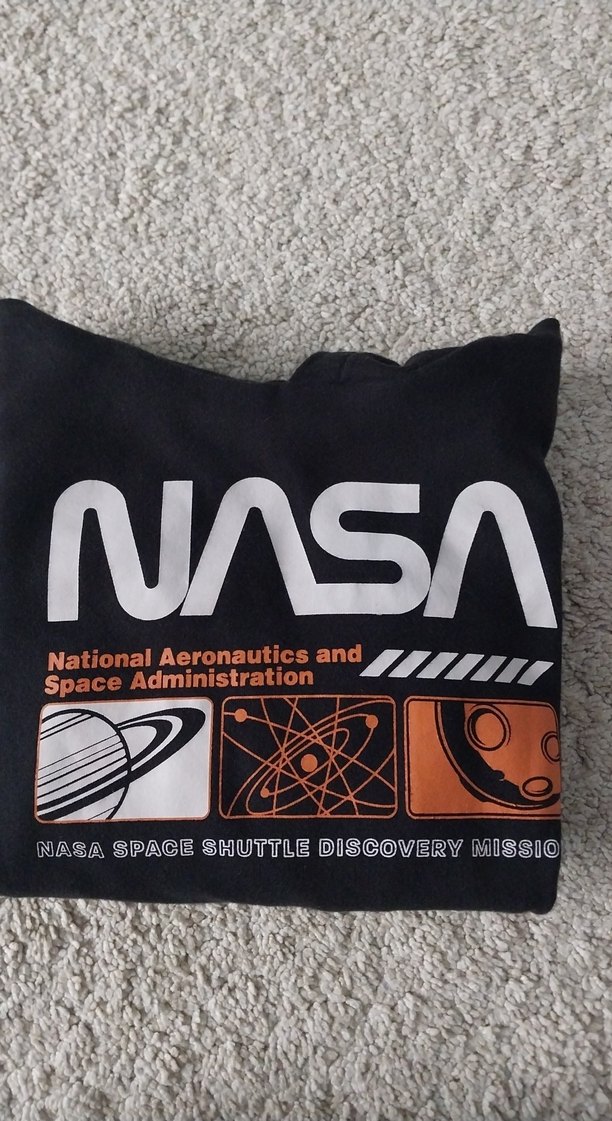 NASA
National Aeronautics and
Space Administration
NASA SPACE SHUTTLE DISCOVERY MISSIO